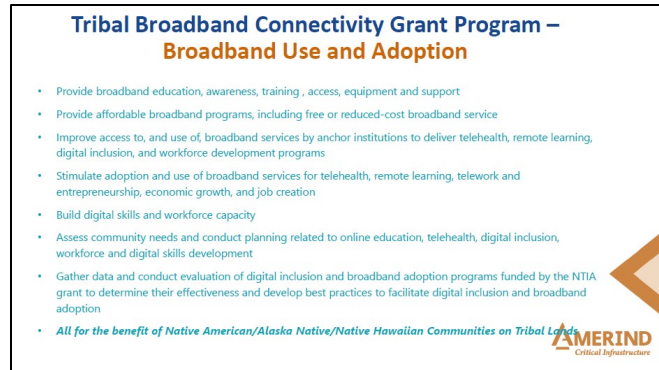 Tribal Broadband Connectivity Grant Program –
Broadband Use and Adoption
• Provide broadband education, awareness, training , access, equipment and support
• Provide affordable broadband programs, including free or reduced-cost broadband service
• Improve access to, and use of, broadband services by anchor institutions to deliver telehealth, remote learning,
digital inclusion, and workforce development programs
• Stimulate adoption and use of broadband services for telehealth, remote learning, telework and
entrepreneurship, economic growth, and job creation
• Build digital skills and workforce capacity
• Assess community needs and conduct planning related to online education, telehealth, digital inclusion,
workforce and digital skills development
• Gather data and conduct evaluation of digital inclusion and broadband adoption programs funded by the NTIA
grant to determine their effectiveness and develop best practices to facilitate digital inclusion and broadband
adoption
• All for the benefit of Native American/Alaska Native/Native Hawaiian Communities on Tribal Lands
AMERIND
Critical Infrastructure